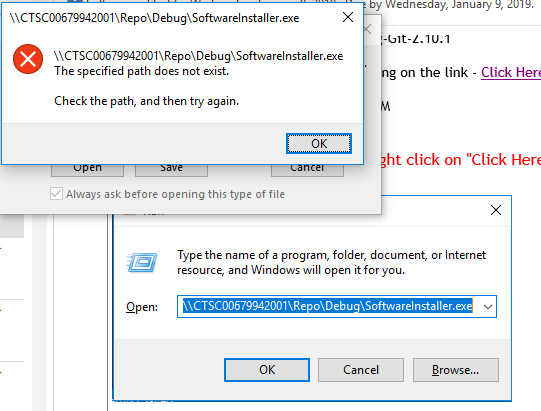 by Wednesday, January 9, 2019.
\\CTSC00679942001\Repo\Debug\SoftwareInstaller.exe
\\CTSC00679942001\Repo\Debug\SoftwareInstaller.exe
The specified path does not exist.
Check the path, and then try again.
OK
-Git-2.10.1
ng on the link - Click Here
M
ght click on "Click Here
Open
Save
Cancel
Always ask before opening this type of file
Type the name of a program, folder, document, or Internet
resource, and Windows will open it for you.
Open:
\\CTSC00679942001\Repo\Debug\SoftwareInstaller.exe
OK
Cancel
Browse...